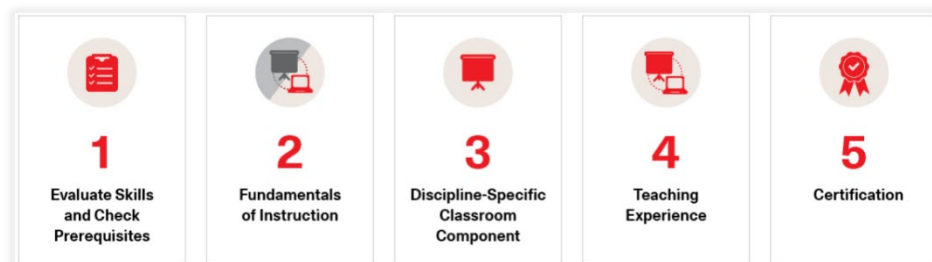 1
Evaluate Skills
and Check
Prerequisites
2
Fundamentals
of Instruction
3
Discipline-Specific
Classroom
Component
4
Teaching
Experience
5
Certification